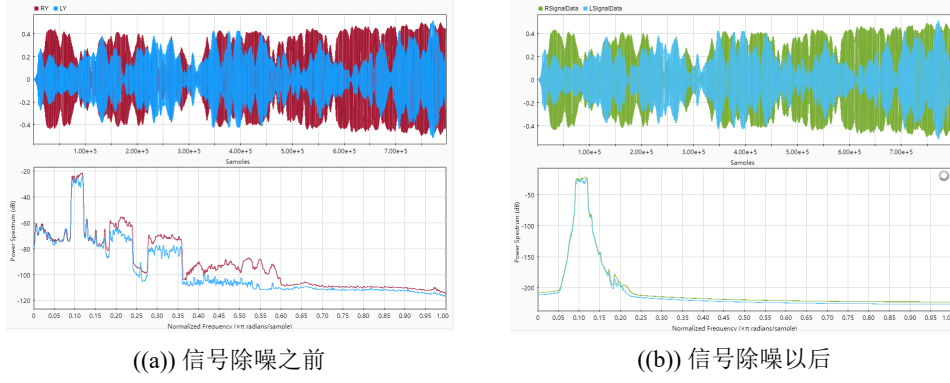 RY LY
0.4
0.2
0
-0.2
-0.4
1.00e+5 2.00e+5 3.00e+5 4.00e+5 5.00e+5 6.00e+5 7.00e+5
Samples
-20
-40
-60
-80
-100
-120
Power Spectrum (dB)
0 0.05 0.10 0.15 0.20 0.25 0.30 0.35 0.40 0.45 0.50 0.55 0.60 0.65 0.70 0.75 0.80 0.85 0.90 0.95 1.00
Normalized Frequency (×π radians/sample)
((a)) 信号除噪之前
RSignalData LSignalData
0.4
0.2
0
-0.2
-0.4
1.00e+5 2.00e+5 3.00e+5 4.00e+5 5.00e+5 6.00e+5 7.00e+5
Samples
-50
-100
-150
-200
Power Spectrum (dB)
0 0.05 0.10 0.15 0.20 0.25 0.30 0.35 0.40 0.45 0.50 0.55 0.60 0.65 0.70 0.75 0.80 0.85 0.90 0.95 1.00
Normalized Frequency (×π radians/sample)
((b)) 信号除噪以后